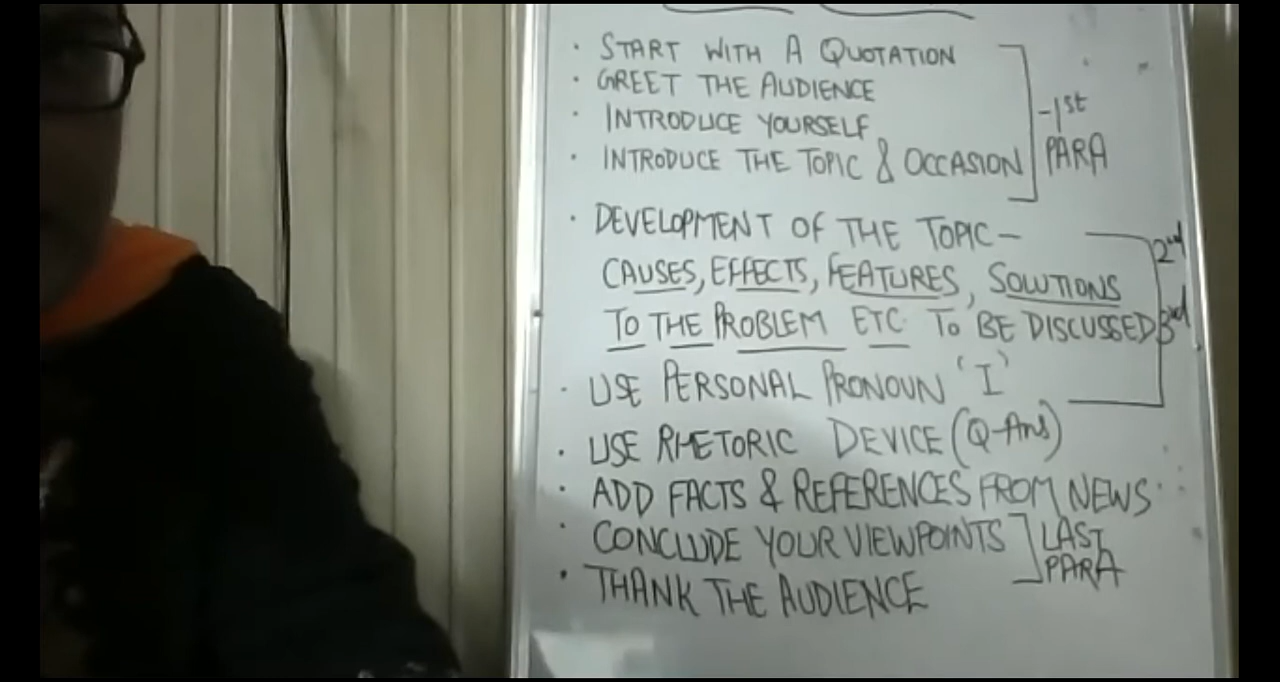 · START WITH A QUOTATION
· GREET THE AUDIENCE
· INTRODUCE YOURSELF
· INTRODUCE THE TOPIC & OCCASION
-1st
PARA
· DEVELOPMENT OF THE TOPIC-
CAUSES, EFFECTS, FEATURES, SOLUTIONS
TO THE PROBLEM ETC. TO BE DISCUSSED
2nd
3rd
· USE PERSONAL PRONOUN 'I'
· USE RHETORIC DEVICE (Q-Ans)
· ADD FACTS & REFERENCES FROM NEWS
· CONCLUDE YOUR VIEWPOINTS
· THANK THE AUDIENCE
LAST
PARA